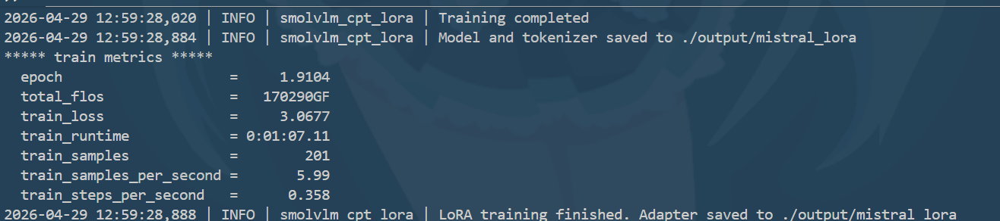 2026-04-29 12:59:28,020 | INFO | smolvlm_cpt_lora | Training completed
2026-04-29 12:59:28,884 | INFO | smolvlm_cpt_lora | Model and tokenizer saved to ./output/mistral_lora
***** train metrics *****
epoch = 1.9104
total_flos = 170290GF
train_loss = 3.0677
train_runtime = 0:01:07.11
train_samples = 201
train_samples_per_second = 5.99
train_steps_per_second = 0.358
2026-04-29 12:59:28,888 | INFO | smolvlm_cpt_lora | LoRA training finished. Adapter saved to ./output/mistral_lora